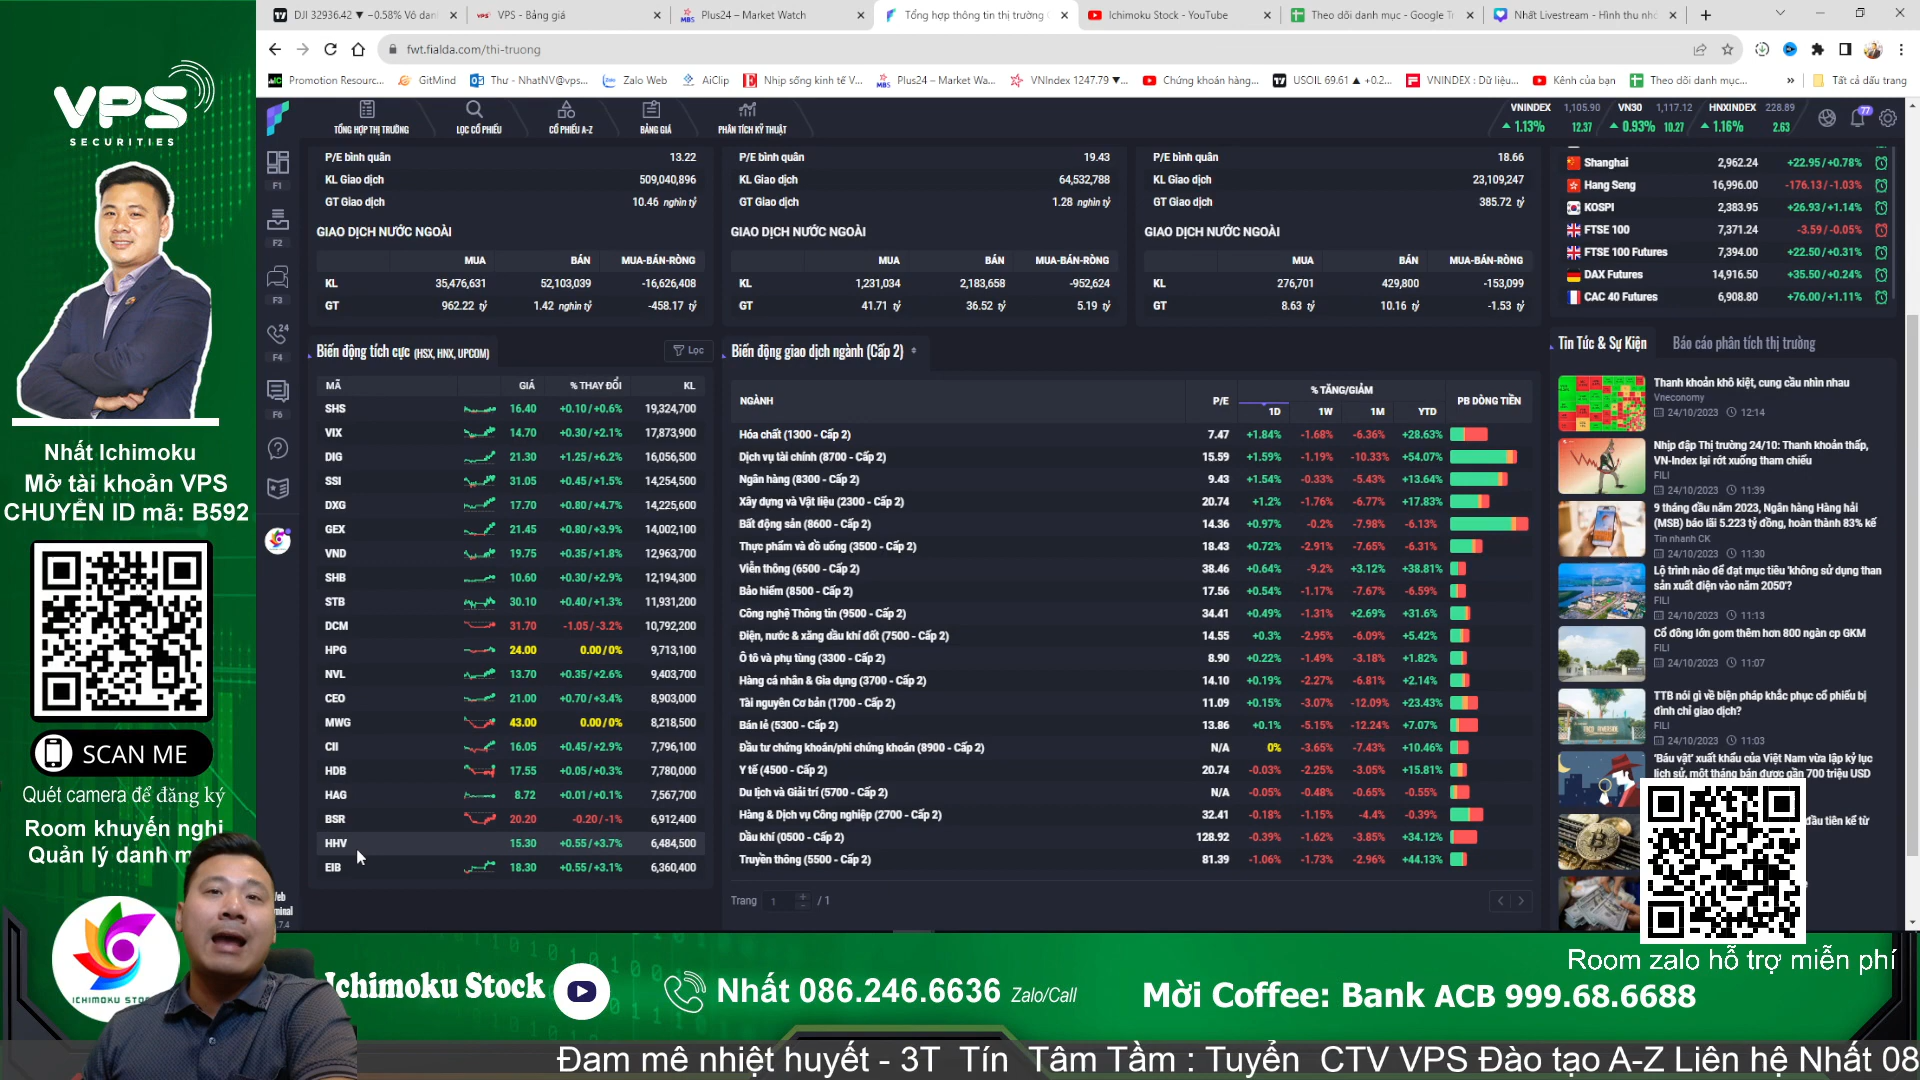 VPS
SECURITIES
Nhất Ichimoku
Mở tài khoản VPS
CHUYỂN ID mã: B592
SCAN ME
Quét camera để đăng ký
Room khuyến nghị
Quản lý danh m
DJI 32936.42 ▼ −0.58% Vô dan
VPS - Bảng giá
Plus24 – Market Watch
Tổng hợp thông tin thị trường
Ichimoku Stock - YouTube
Theo dõi danh mục - Google Tr
Nhất Livestream - Hình thu nhỏ
fwt.fialda.com/thi-truong
Promotion Resourc...
GitMind
Thư - NhatNV@vps...
Zalo Web
AiClip
Nhịp sống kinh tế V...
Plus24 – Market Wa...
VNIndex 1247.79 ▼...
Chứng khoán hàng...
USOIL 69.61 ▲ +0.2...
VNINDEX : Dữ liệu...
Kênh của bạn
Theo dõi danh mục...
»
Tất cả dấu trang
TỔNG HỢP THỊ TRƯỜNG
LỌC CỔ PHIẾU
CỔ PHIẾU A-Z
BẢNG GIÁ
PHÂN TÍCH KỸ THUẬT
VNINDEX 1,105.90 ▲ 1.13% 12.37
VN30 1,117.12 ▲ 0.93% 10.27
HNXINDEX 228.89 ▲ 1.16% 2.63
77
F1
F2
F3
24
F4
F6
P/E bình quân 13.22
KL Giao dịch 509,040,896
GT Giao dịch 10.46 nghìn tỷ
GIAO DỊCH NƯỚC NGOÀI
MUA BÁN MUA-BÁN-RÒNG
KL 35,476,631 52,103,039 -16,626,408
GT 962.22 tỷ 1.42 nghìn tỷ -458.17 tỷ
P/E bình quân 19.43
KL Giao dịch 64,532,788
GT Giao dịch 1.28 nghìn tỷ
GIAO DỊCH NƯỚC NGOÀI
MUA BÁN MUA-BÁN-RÒNG
KL 1,231,034 2,183,658 -952,624
GT 41.71 tỷ 36.52 tỷ 5.19 tỷ
P/E bình quân 18.66
KL Giao dịch 23,109,247
GT Giao dịch 385.72 tỷ
GIAO DỊCH NƯỚC NGOÀI
MUA BÁN MUA-BÁN-RÒNG
KL 276,701 429,800 -153,099
GT 8.63 tỷ 10.16 tỷ -1.53 tỷ
Shanghai 2,962.24 +22.95/+0.78%
Hang Seng 16,996.00 -176.13/-1.03%
KOSPI 2,383.95 +26.93/+1.14%
FTSE 100 7,371.24 -3.59/-0.05%
FTSE 100 Futures 7,394.00 +22.50/+0.31%
DAX Futures 14,916.50 +35.50/+0.24%
CAC 40 Futures 6,908.80 +76.00/+1.11%
Biến động tích cực (HSX, HNX, UPCOM)
Lọc
MÃ GIÁ % THAY ĐỔI KL
SHS 16.40 +0.10/+0.6% 19,324,700
VIX 14.70 +0.30/+2.1% 17,873,900
DIG 21.30 +1.25/+6.2% 16,056,500
SSI 31.05 +0.45/+1.5% 14,254,500
DXG 17.70 +0.80/+4.7% 14,225,600
GEX 21.45 +0.80/+3.9% 14,002,100
VND 19.75 +0.35/+1.8% 12,963,700
SHB 10.60 +0.30/+2.9% 12,194,300
STB 30.10 +0.40/+1.3% 11,931,200
DCM 31.70 -1.05/-3.2% 10,792,200
HPG 24.00 0.00/0% 9,713,100
NVL 13.70 +0.35/+2.6% 9,403,700
CEO 21.00 +0.70/+3.4% 8,903,000
MWG 43.00 0.00/0% 8,218,500
CII 16.05 +0.45/+2.9% 7,796,100
HDB 17.55 +0.05/+0.3% 7,780,000
HAG 8.72 +0.01/+0.1% 7,567,700
BSR 20.20 -0.20/-1% 6,912,400
HHV 15.30 +0.55/+3.7% 6,484,500
EIB 18.30 +0.55/+3.1% 6,360,400
Biến động giao dịch ngành (Cấp 2)
NGÀNH P/E % TĂNG/GIẢM PB DÒNG TIỀN
1D 1W 1M YTD
Hóa chất (1300 - Cấp 2) 7.47 +1.84% -1.68% -6.36% +28.63%
Dịch vụ tài chính (8700 - Cấp 2) 15.59 +1.59% -1.19% -10.33% +54.07%
Ngân hàng (8300 - Cấp 2) 9.43 +1.54% -0.33% -5.43% +13.64%
Xây dựng và Vật liệu (2300 - Cấp 2) 20.74 +1.2% -1.76% -6.77% +17.83%
Bất động sản (8600 - Cấp 2) 14.36 +0.97% -0.2% -7.98% -6.13%
Thực phẩm và đồ uống (3500 - Cấp 2) 18.43 +0.72% -2.91% -7.65% -6.31%
Viễn thông (6500 - Cấp 2) 38.46 +0.64% -9.2% +3.12% +38.81%
Bảo hiểm (8500 - Cấp 2) 17.56 +0.54% -1.17% -7.67% -6.59%
Công nghệ Thông tin (9500 - Cấp 2) 34.41 +0.49% -1.31% +2.69% +31.6%
Điện, nước & xăng dầu khí đốt (7500 - Cấp 2) 14.55 +0.3% -2.95% -6.09% +5.42%
Ô tô và phụ tùng (3300 - Cấp 2) 8.90 +0.22% -1.49% -3.18% +1.82%
Hàng cá nhân & Gia dụng (3700 - Cấp 2) 14.10 +0.19% -2.27% -6.81% +2.14%
Tài nguyên Cơ bản (1700 - Cấp 2) 11.09 +0.15% -3.07% -12.09% +23.43%
Bán lẻ (5300 - Cấp 2) 13.86 +0.1% -5.15% -12.24% +7.07%
Đầu tư chứng khoán/phi chứng khoán (8900 - Cấp 2) N/A 0% -3.65% -7.43% +10.46%
Y tế (4500 - Cấp 2) 20.74 -0.03% -2.25% -3.05% +15.81%
Du lịch và Giải trí (5700 - Cấp 2) N/A -0.05% -0.48% -0.65% -0.55%
Hàng & Dịch vụ Công nghiệp (2700 - Cấp 2) 32.41 -0.18% -1.15% -4.4% -0.39%
Dầu khí (0500 - Cấp 2) 128.92 -0.39% -1.62% -3.85% +34.12%
Truyền thông (5500 - Cấp 2) 81.39 -1.06% -1.73% -2.96% +44.13%
Trang 1 / 1
Tin Tức & Sự Kiện
Báo cáo phân tích thị trường
Thanh khoản khô kiệt, cung cầu nhìn nhau
Vneconomy
24/10/2023 12:14
Nhịp đập Thị trường 24/10: Thanh khoản thấp,
VN-Index lại rớt xuống tham chiếu
FILI
24/10/2023 11:39
9 tháng đầu năm 2023, Ngân hàng Hàng hải
(MSB) báo lãi 5.223 tỷ đồng, hoàn thành 83% kế
Tin nhanh CK
24/10/2023 11:30
Lộ trình nào để đạt mục tiêu 'không sử dụng than
sản xuất điện vào năm 2050'?
FILI
24/10/2023 11:13
Cổ đông lớn gom thêm hơn 800 ngàn cp GKM
FILI
24/10/2023 11:07
TTB nói gì về biện pháp khắc phục cổ phiếu bị
đình chỉ giao dịch?
FILI
24/10/2023 11:03
'Báu vật' xuất khẩu của Việt Nam vừa lập kỷ lục
lịch sử, một tháng bán được gần 700 triệu USD
đầu tiên kể từ
Room zalo hỗ trợ miễn phí
ICHIMOKU STO
Ichimoku Stock
Nhất 086.246.6636 Zalo/Call
Mời Coffee: Bank ACB 999.68.6688
Đam mê nhiệt huyết - 3T Tín Tâm Tầm : Tuyển CTV VPS Đào tạo A-Z Liên hệ Nhất 08